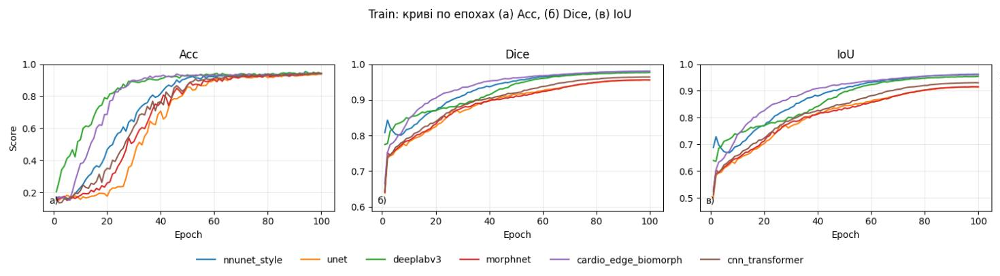 Train: криві по епохах (а) Acc, (б) Dice, (в) IoU
Acc
Score
1.0
0.8
0.6
0.4
0.2
а)
0 20 40 60 80 100
Epoch
Dice
1.0
0.9
0.8
0.7
0.6
б)
0 20 40 60 80 100
Epoch
IoU
1.0
0.9
0.8
0.7
0.6
0.5
в)
0 20 40 60 80 100
Epoch
nnunet_style unet deeplabv3 morphnet cardio_edge_biomorph cnn_transformer